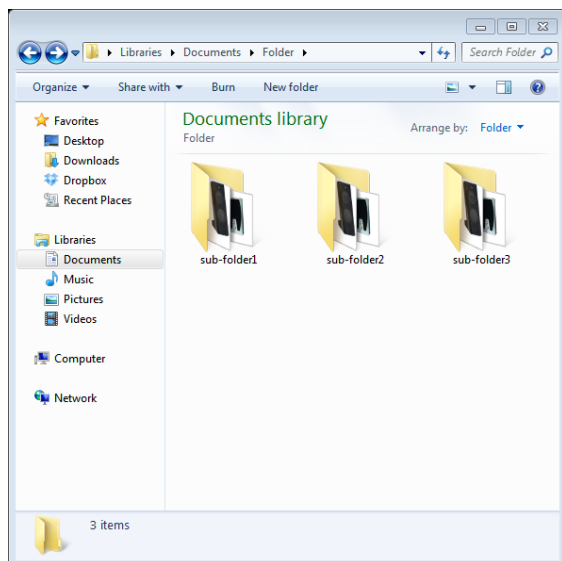 Libraries Documents Folder Search Folder
Organize Share with Burn New folder
Favorites
Desktop
Downloads
Dropbox
Recent Places
Libraries
Documents
Music
Pictures
Videos
Computer
Network
Documents library
Folder
Arrange by: Folder
sub-folder1 sub-folder2 sub-folder3
3 items